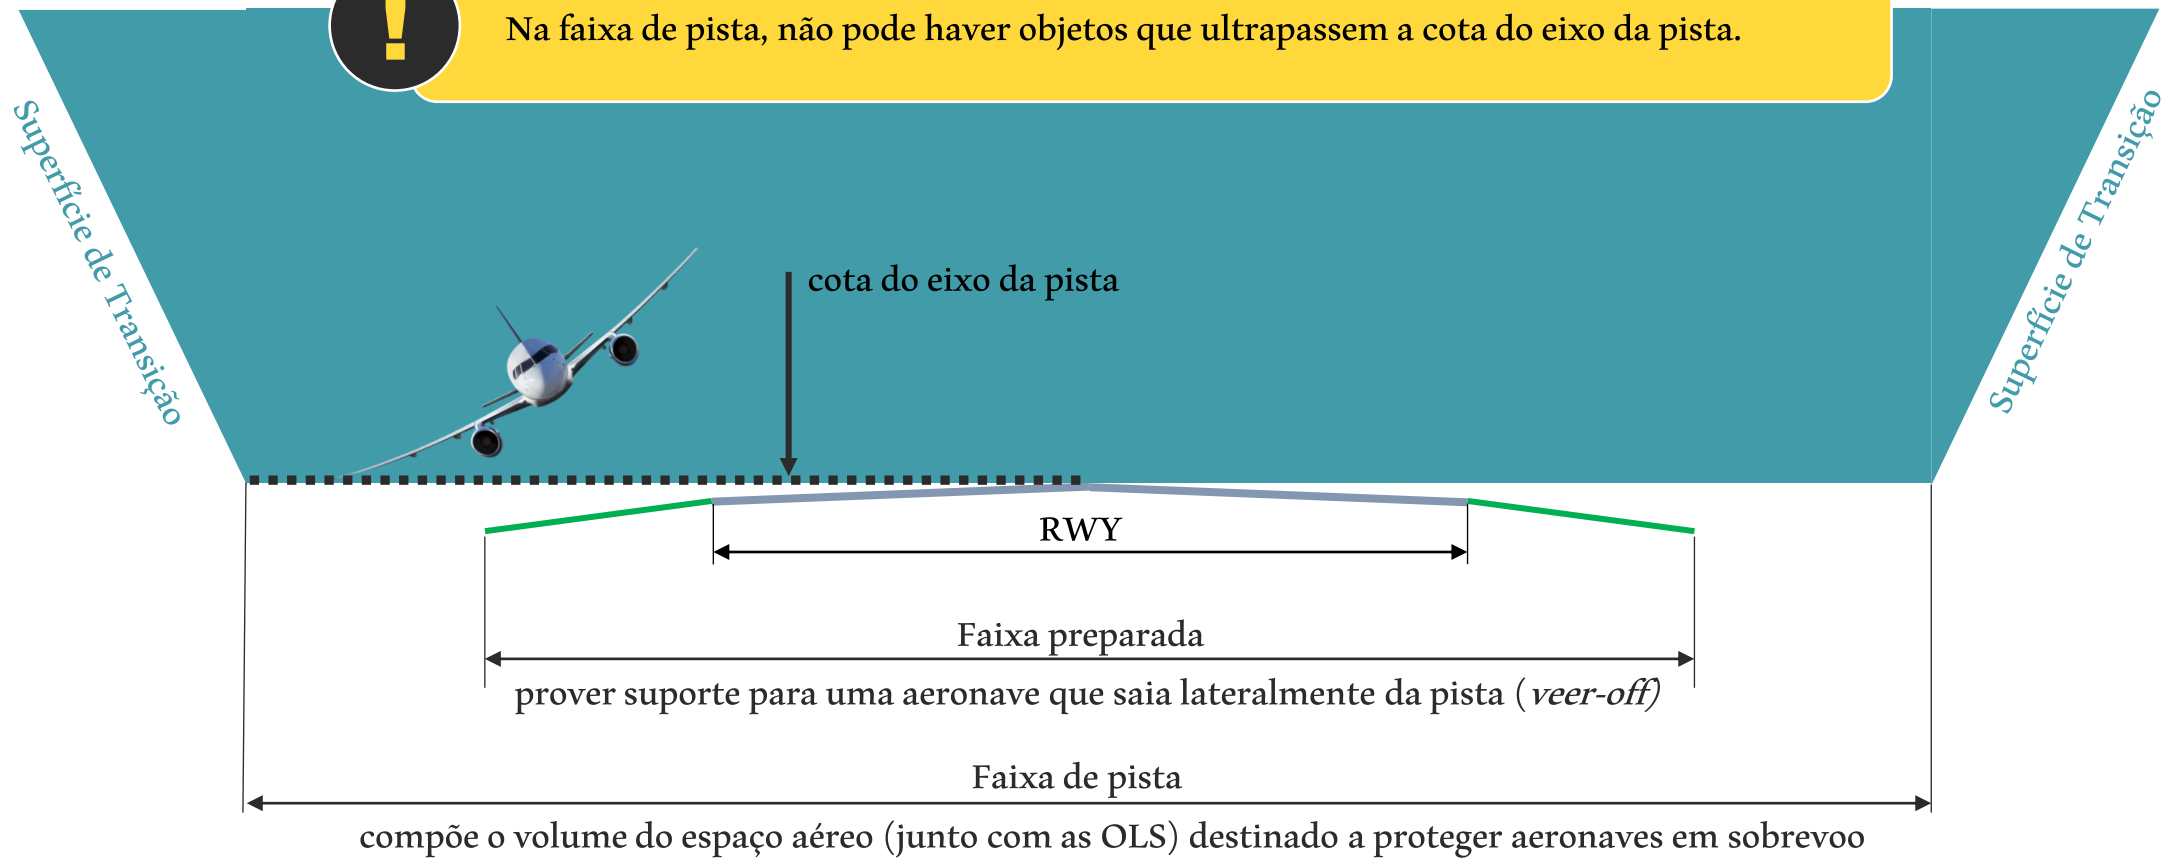 !
Na faixa de pista, não pode haver objetos que ultrapassem a cota do eixo da pista.
Superfície de Transição
Superfície de Transição
cota do eixo da pista
RWY
Faixa preparada
prover suporte para uma aeronave que saia lateralmente da pista (veer-off)
Faixa de pista
compõe o volume do espaço aéreo (junto com as OLS) destinado a proteger aeronaves em sobrevoo